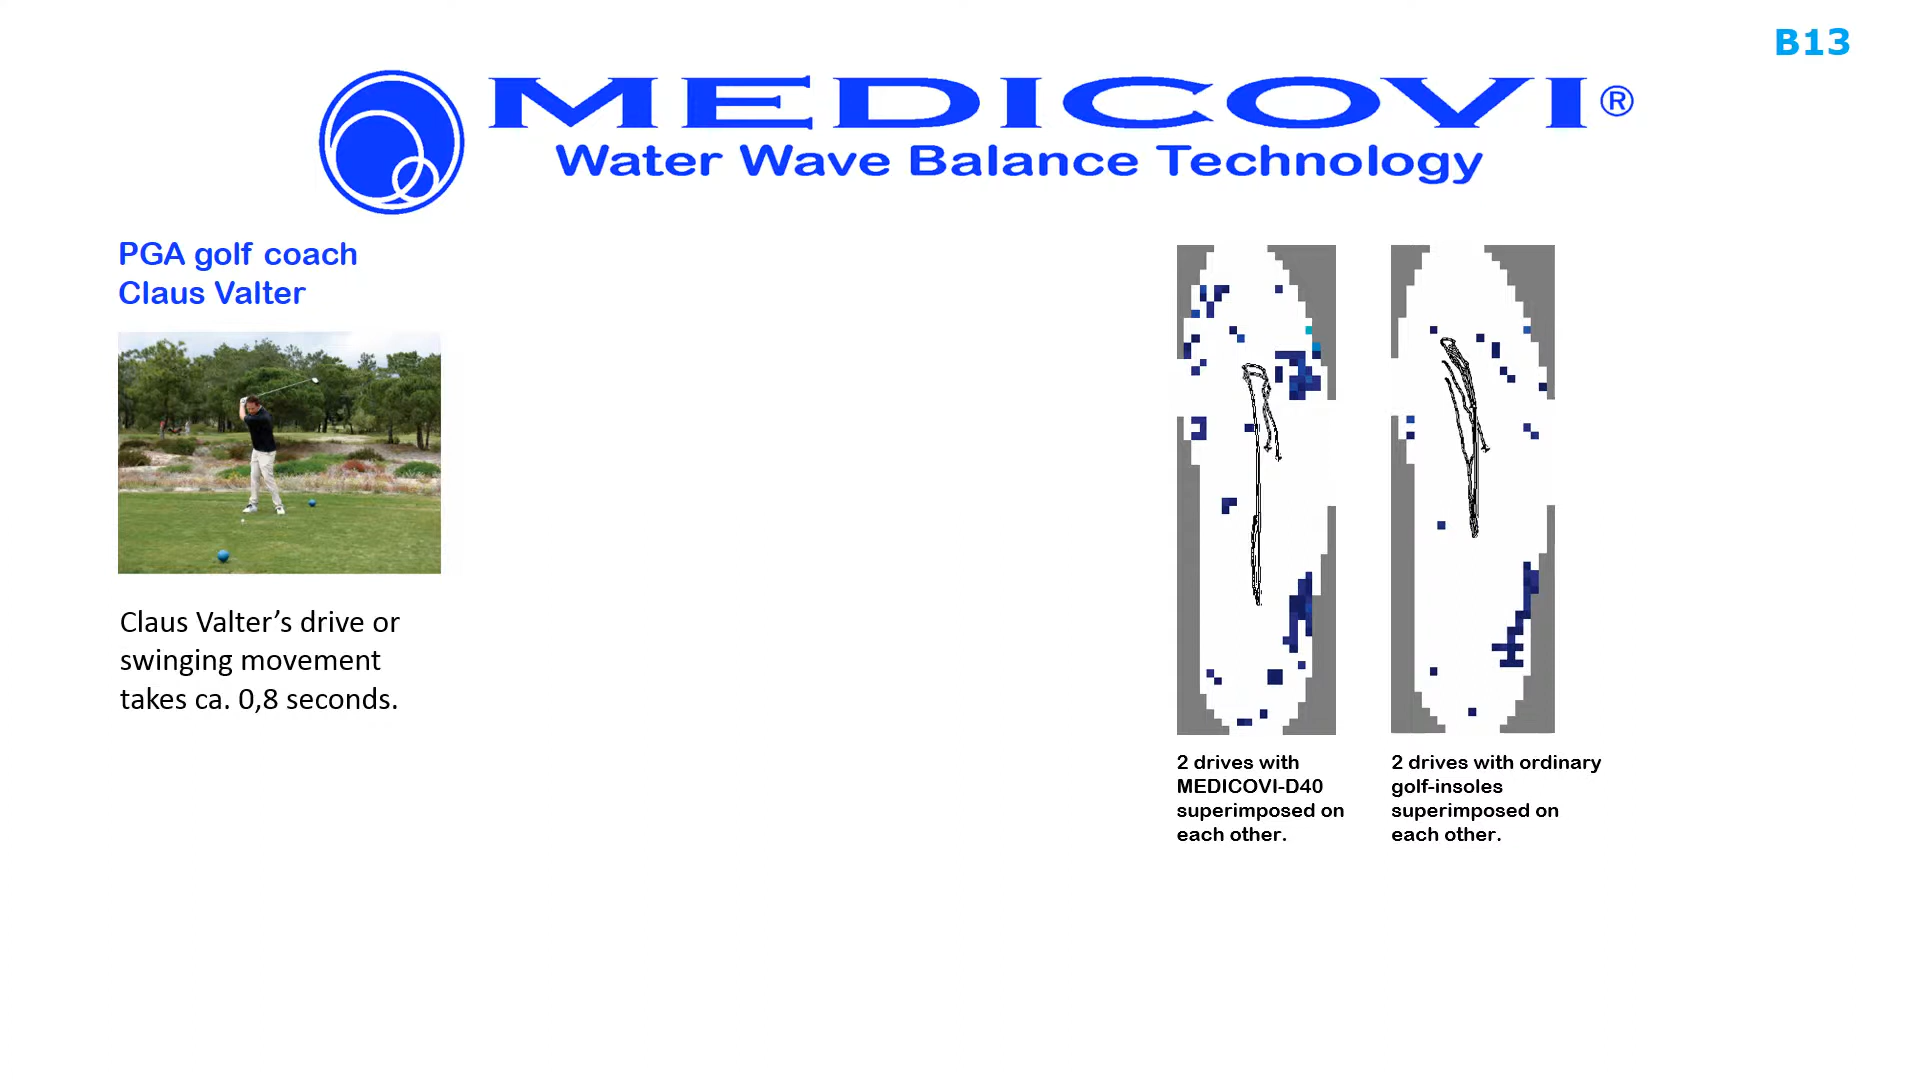 B13
MEDICOVI®
Water Wave Balance Technology
PGA golf coach
Claus Valter
Claus Valter’s drive or
swinging movement
takes ca. 0,8 seconds.
2 drives with
MEDICOVI-D40
superimposed on
each other.
2 drives with ordinary
golf-insoles
superimposed on
each other.